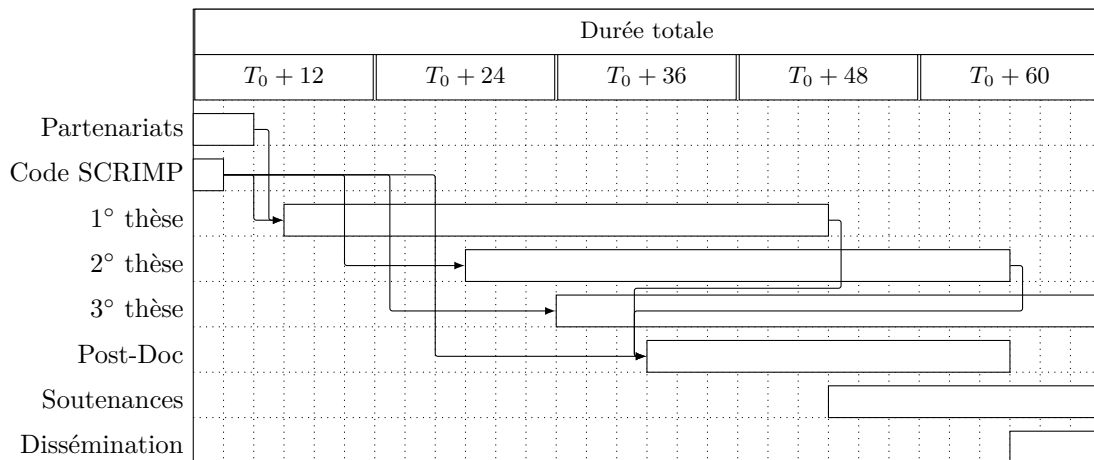 Durée totale
T₀ + 12 T₀ + 24 T₀ + 36 T₀ + 48 T₀ + 60
Partenariats
Code SCRIMP
1° thèse
2° thèse
3° thèse
Post-Doc
Soutenances
Dissémination